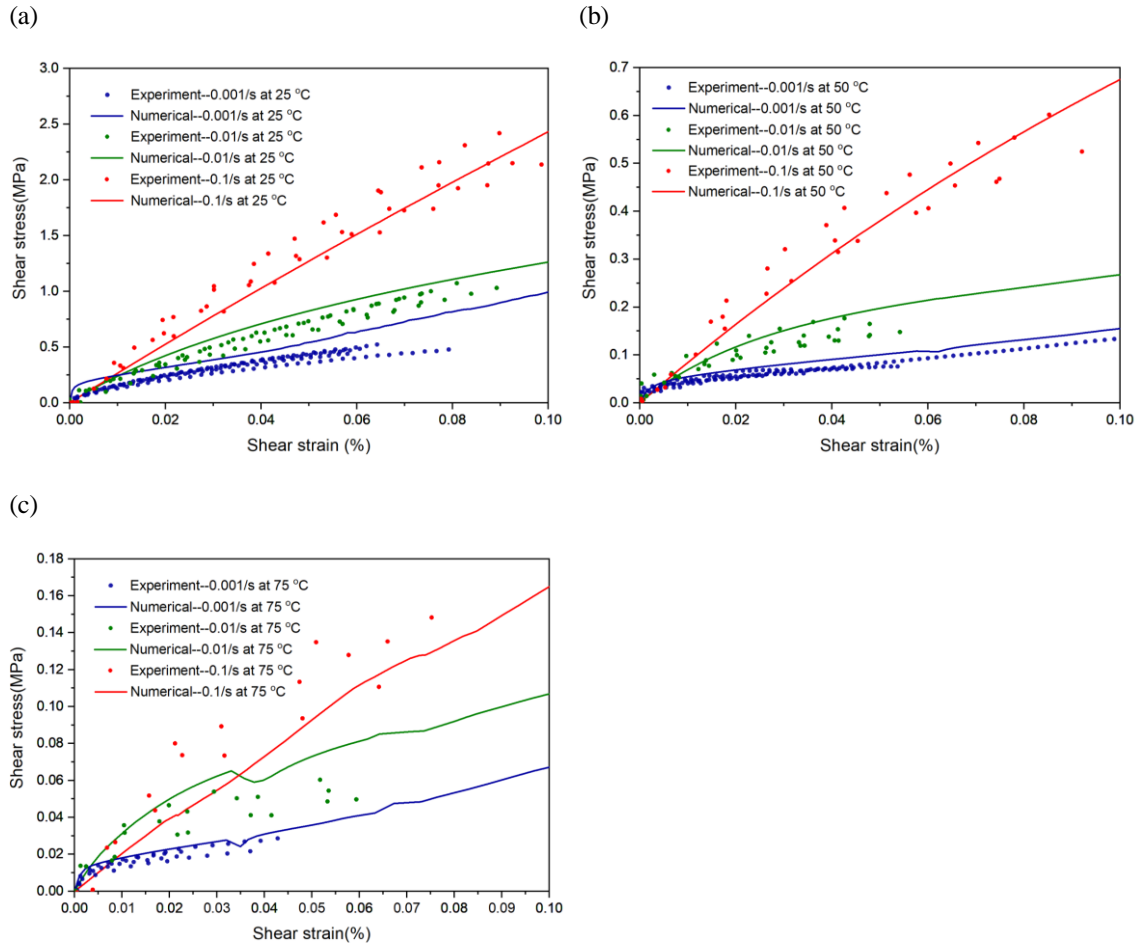 (a)
(b)
3.0
2.5
2.0
1.5
1.0
0.5
0.0
Shear stress(MPa)
Experiment--0.001/s at 25 °C
Numerical--0.001/s at 25 °C
Experiment--0.01/s at 25 °C
Numerical--0.01/s at 25 °C
Experiment--0.1/s at 25 °C
Numerical--0.1/s at 25 °C
0.00 0.02 0.04 0.06 0.08 0.10
Shear strain (%)
0.7
0.6
0.5
0.4
0.3
0.2
0.1
0.0
Shear stress(MPa)
Experiment--0.001/s at 50 °C
Numerical--0.001/s at 50 °C
Experiment--0.01/s at 50 °C
Numerical--0.01/s at 50 °C
Experiment--0.1/s at 50 °C
Numerical--0.1/s at 50 °C
0.00 0.02 0.04 0.06 0.08 0.10
Shear strain(%)
(c)
0.18
0.16
0.14
0.12
0.10
0.08
0.06
0.04
0.02
0.00
Shear stress(MPa)
Experiment--0.001/s at 75 °C
Numerical--0.001/s at 75 °C
Experiment--0.01/s at 75 °C
Numerical--0.01/s at 75 °C
Experiment--0.1/s at 75 °C
Numerical--0.1/s at 75 °C
0.00 0.01 0.02 0.03 0.04 0.05 0.06 0.07 0.08 0.09 0.10
Shear strain(%)